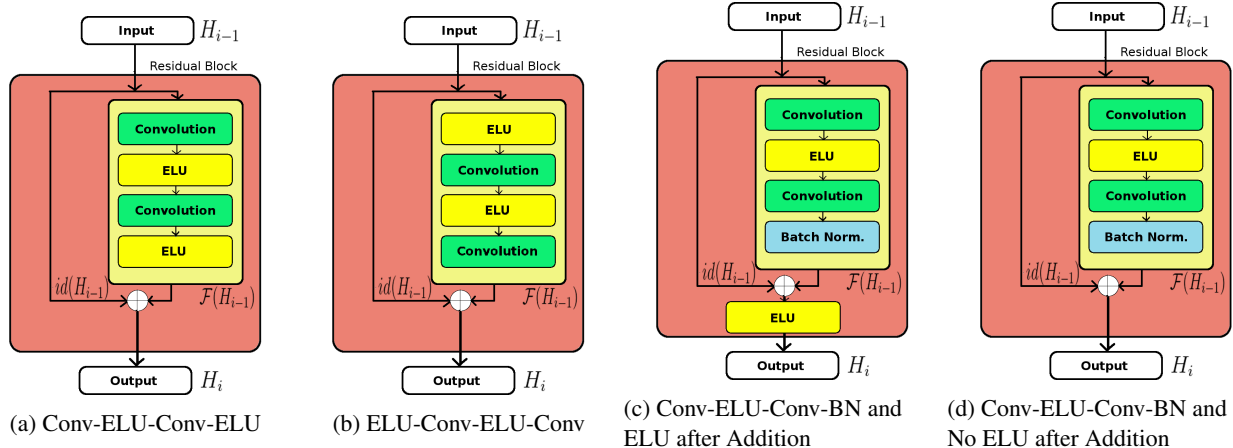 Input H_{i-1}
Residual Block
Convolution
ELU
Convolution
ELU
id(H_{i-1})
F(H_{i-1})
Output H_i
(a) Conv-ELU-Conv-ELU
Input H_{i-1}
Residual Block
ELU
Convolution
ELU
Convolution
id(H_{i-1})
F(H_{i-1})
Output H_i
(b) ELU-Conv-ELU-Conv
Input H_{i-1}
Residual Block
Convolution
ELU
Convolution
Batch Norm.
id(H_{i-1})
F(H_{i-1})
ELU
Output H_i
(c) Conv-ELU-Conv-BN and
ELU after Addition
Input H_{i-1}
Residual Block
Convolution
ELU
Convolution
Batch Norm.
id(H_{i-1})
F(H_{i-1})
Output H_i
(d) Conv-ELU-Conv-BN and
No ELU after Addition